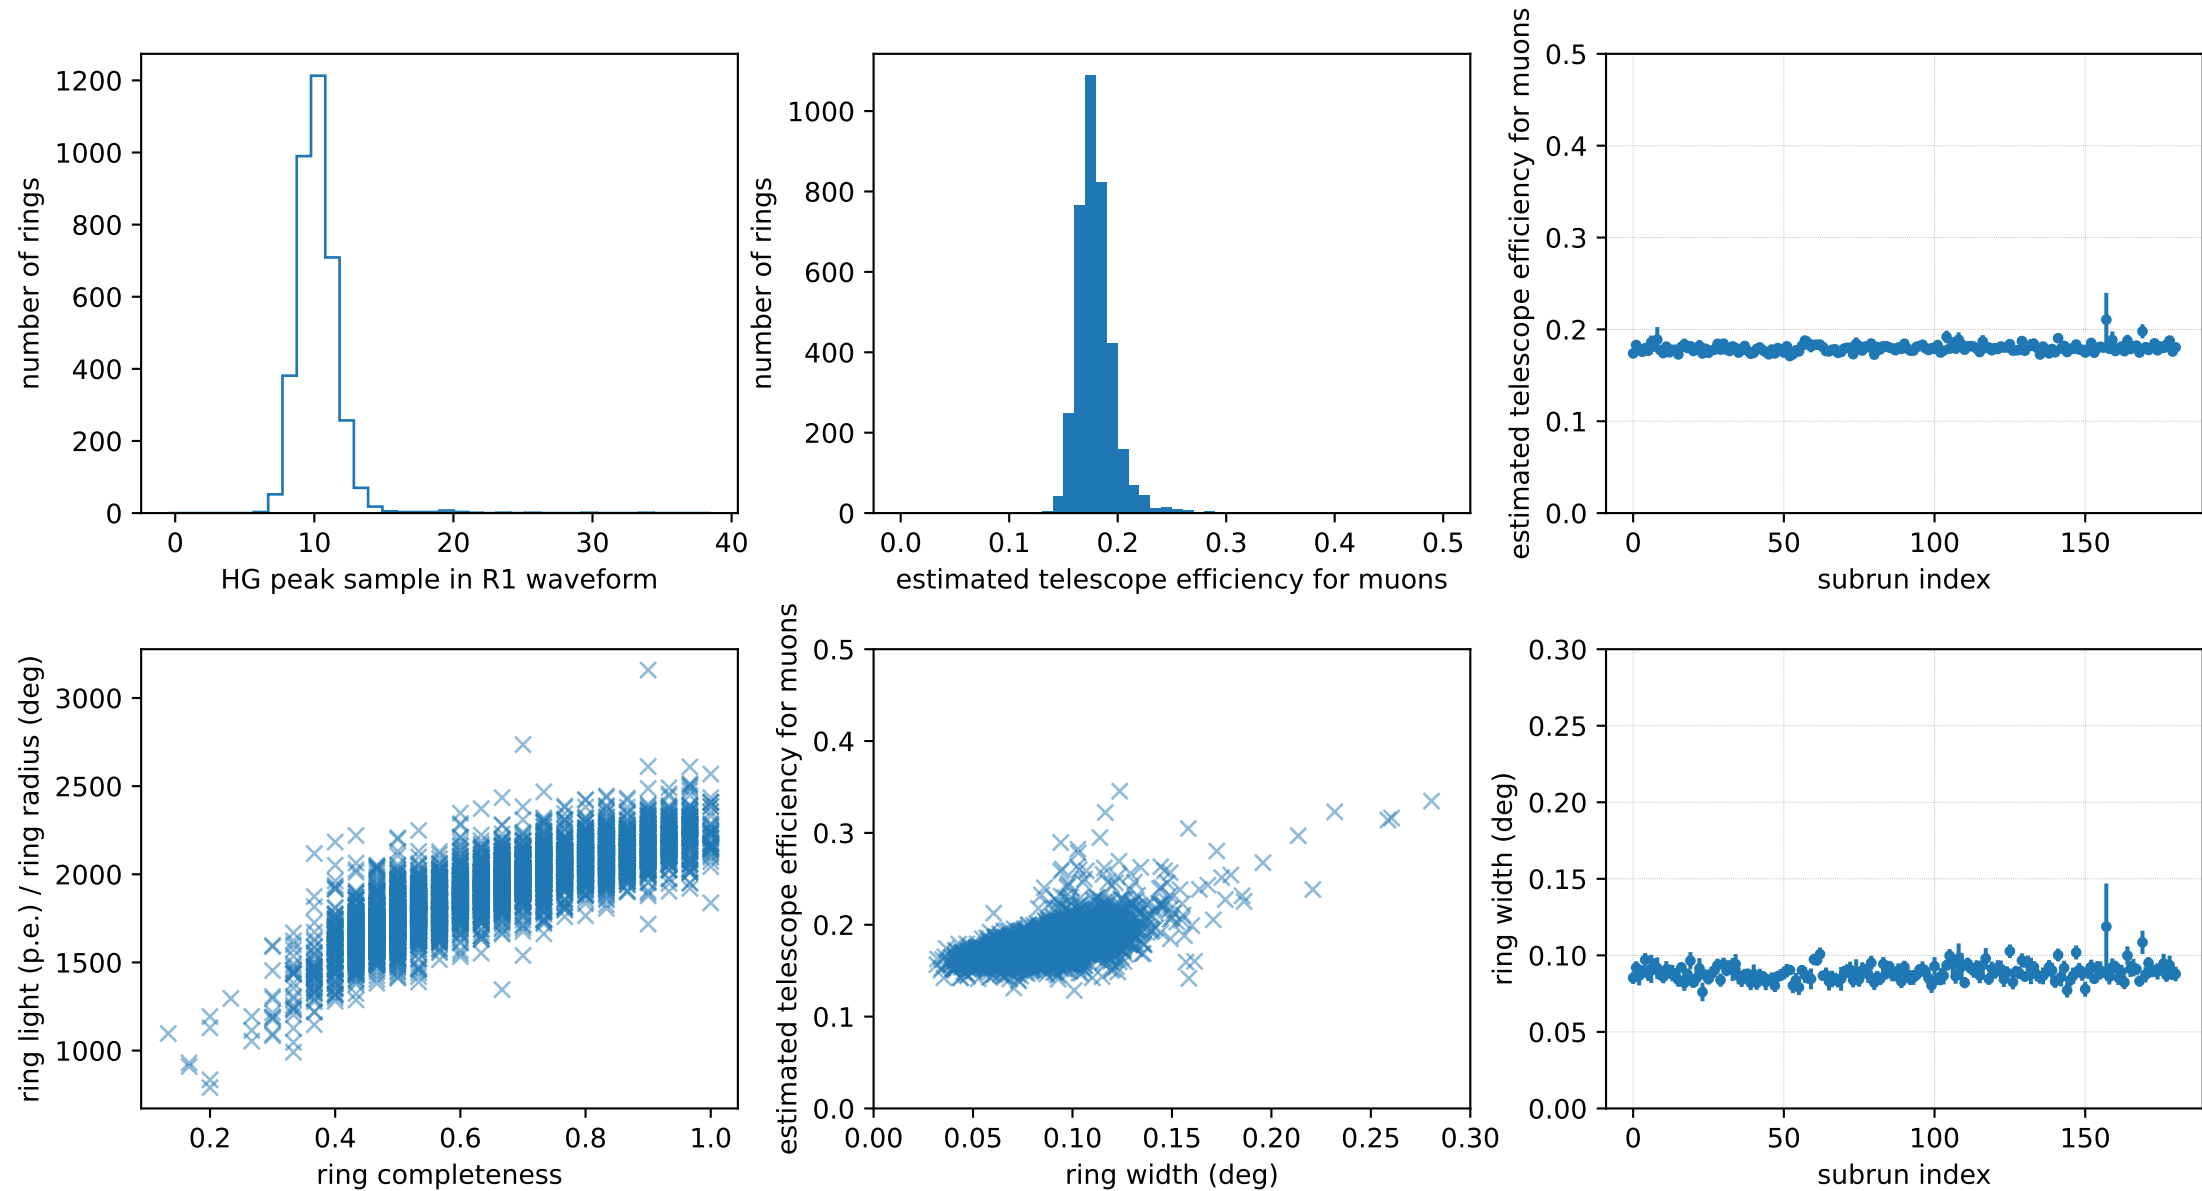 number of rings
1200
1000
800
600
400
200
0
0 10 20 30 40
HG peak sample in R1 waveform
number of rings
1000
800
600
400
200
0
0.0 0.1 0.2 0.3 0.4 0.5
estimated telescope efficiency for muons
estimated telescope efficiency for muons
0.5
0.4
0.3
0.2
0.1
0.0
0 50 100 150
subrun index
ring light (p.e.) / ring radius (deg)
3000
2500
2000
1500
1000
0.2 0.4 0.6 0.8 1.0
ring completeness
estimated telescope efficiency for muons
0.5
0.4
0.3
0.2
0.1
0.0
0.00 0.05 0.10 0.15 0.20 0.25 0.30
ring width (deg)
ring width (deg)
0.30
0.25
0.20
0.15
0.10
0.05
0.00
0 50 100 150
subrun index